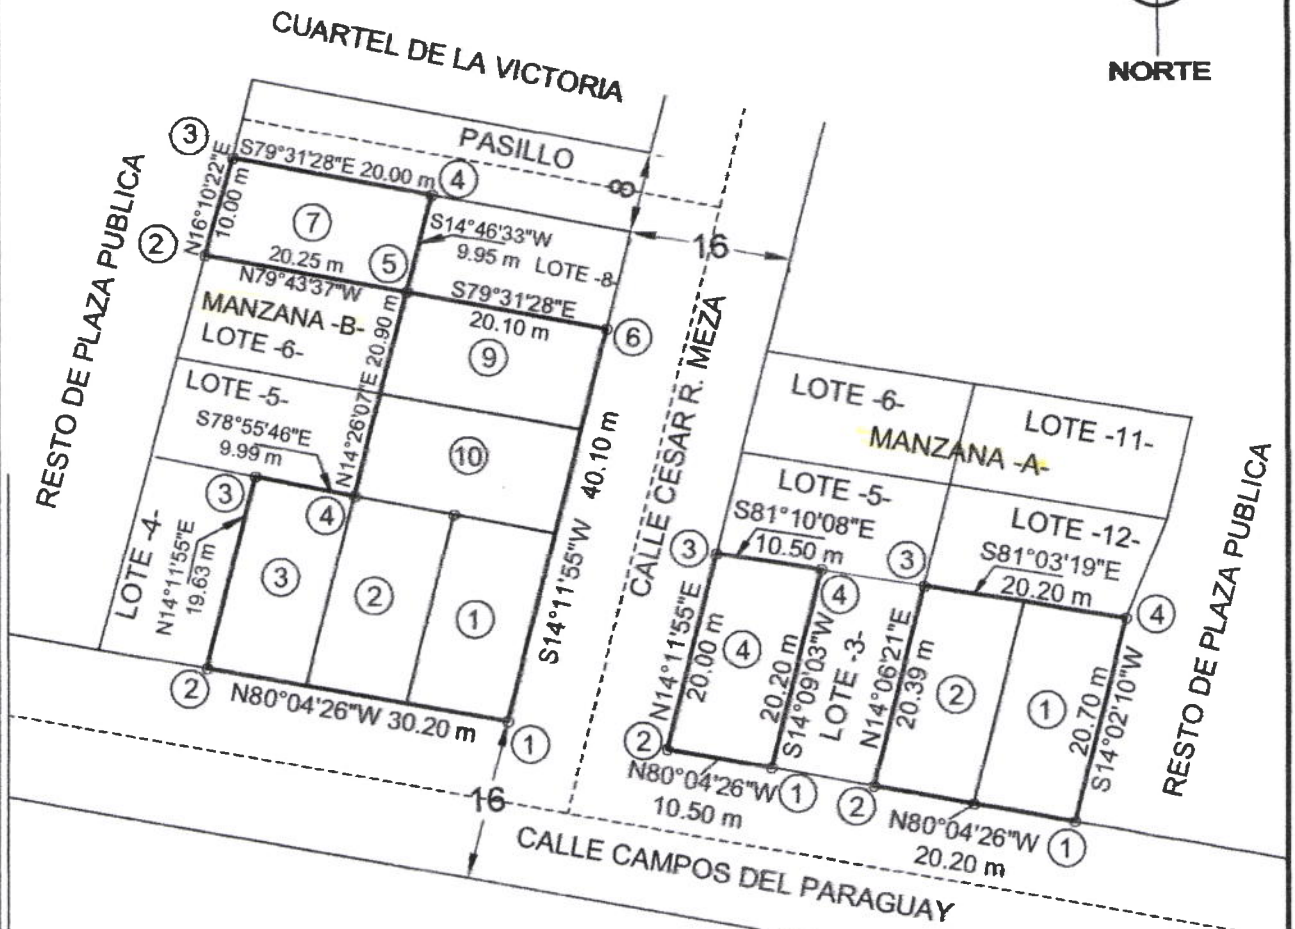 CUARTEL DE LA VICTORIA
NORTE
PASILLO
8
3
S79°31'28"E 20.00 m
4
N16°10'22"E
10.00 m
7
2
20.25 m
N79°43'37"W
5
S14°46'33"W
9.95 m
LOTE -8-
S79°31'28"E
20.10 m
6
16
RESTO DE PLAZA PUBLICA
MANZANA -B-
LOTE -6-
9
N14°26'07"E 20.90 m
LOTE -5-
S78°55'46"E
9.99 m
10
3
4
LOTE -4-
N14°11'55"E
19.63 m
3
2
1
S14°11'55"W 40.10 m
2
N80°04'26"W 30.20 m
1
16
CALLE CESAR R. MEZA
LOTE -6-
LOTE -11-
MANZANA -A-
LOTE -5-
S81°10'08"E
10.50 m
LOTE -12-
S81°03'19"E
20.20 m
3
4
3
4
N14°11'55"E
20.00 m
4
20.20 m
S14°09'03"W
LOTE -3-
N14°06'21"E
20.39 m
2
1
20.70 m
S14°02'10"W
RESTO DE PLAZA PUBLICA
2
N80°04'26"W
10.50 m
1
2
N80°04'26"W
20.20 m
1
CALLE CAMPOS DEL PARAGUAY